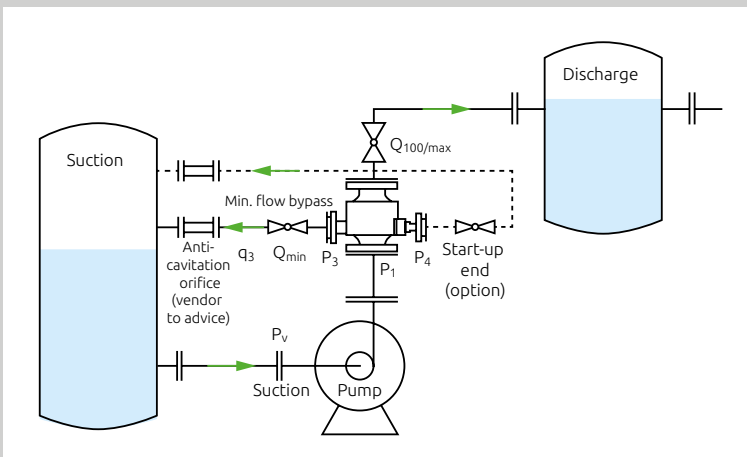 Discharge
Suction
Q100/max
Min. flow bypass
Anti-
cavitation
orifice
(vendor
to advice)
q3
Qmin
P3
P1
P4
Start-up
end
(option)
Pv
Suction
Pump